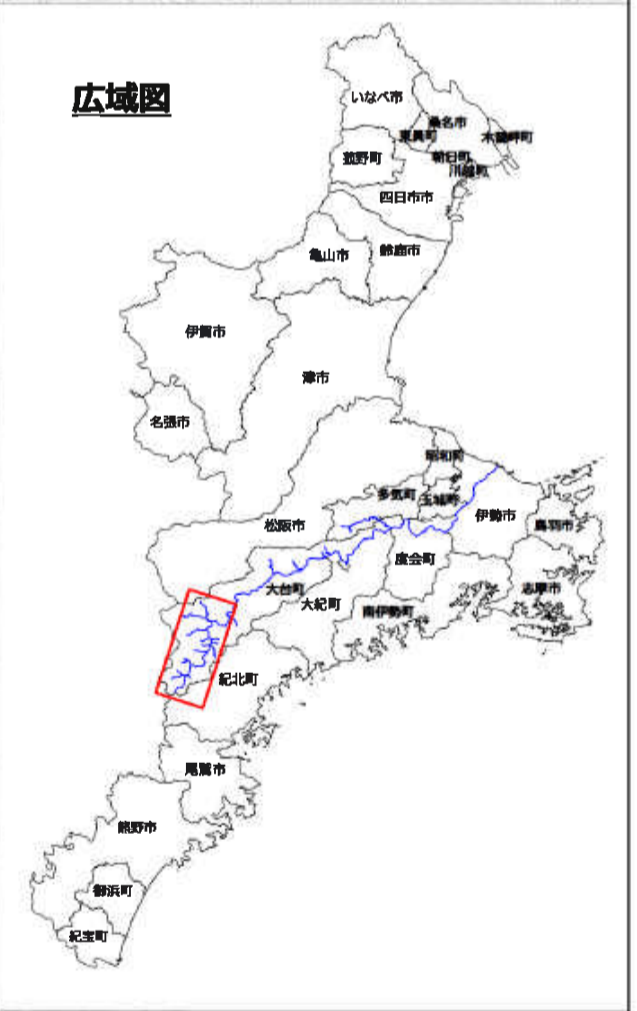 広域図
いなべ市
桑名市
東員町
木曽岬町
菰野町
朝日町
川越町
四日市市
亀山市
鈴鹿市
伊賀市
津市
名張市
明和町
多気町
玉城町
松阪市
伊勢市
鳥羽市
度会町
大台町
志摩市
大紀町
南伊勢町
紀北町
尾鷲市
熊野市
御浜町
紀宝町